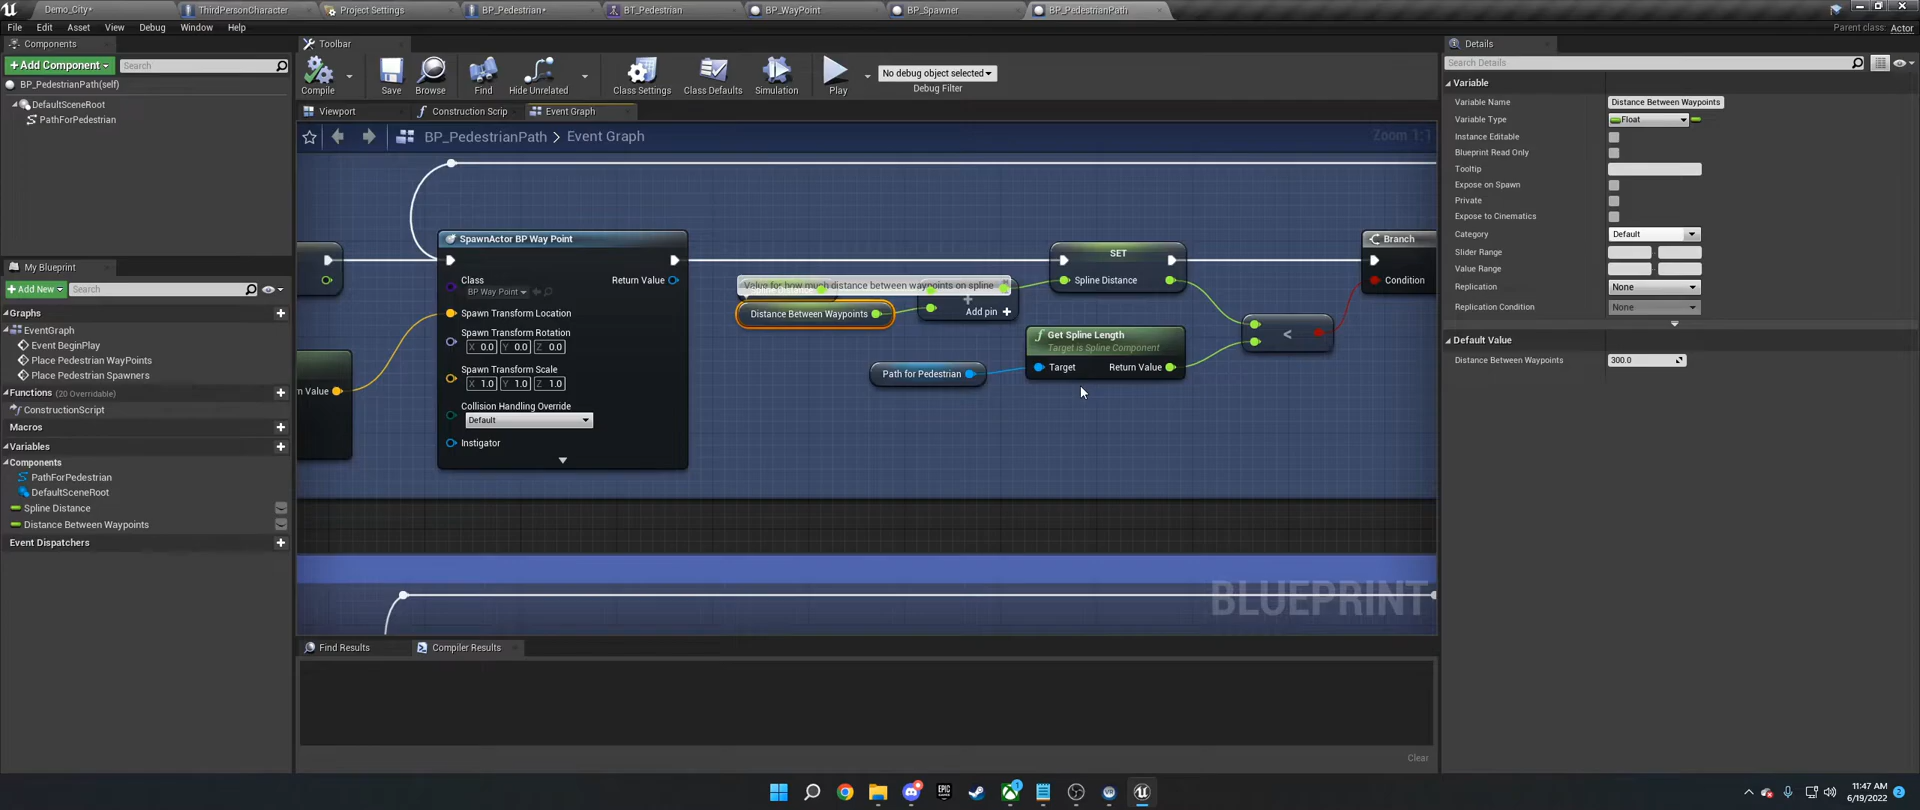 Demo_City•
ThirdPersonCharacter
Project Settings
BP_Pedestrian•
BT_Pedestrian
BP_WayPoint
BP_Spawner
BP_PedestrianPath
File Edit Asset View Debug Window Help
Parent class: Actor
Components
+Add Component
Search
BP_PedestrianPath(self)
DefaultSceneRoot
PathForPedestrian
My Blueprint
+Add New
Search
Graphs
EventGraph
Event BeginPlay
Place Pedestrian WayPoints
Place Pedestrian Spawners
Functions (20 Overridable)
ConstructionScript
Macros
Variables
Components
PathForPedestrian
DefaultSceneRoot
Spline Distance
Distance Between Waypoints
Event Dispatchers
Toolbar
Compile
Save
Browse
Find
Hide Unrelated
Class Settings
Class Defaults
Simulation
Play
No debug object selected
Debug Filter
Viewport
Construction Scrip
Event Graph
BP_PedestrianPath > Event Graph
Zoom 1:1
n Value
SpawnActor BP Way Point
Class
BP Way Point
Return Value
Spawn Transform Location
Spawn Transform Rotation
X 0.0 Y 0.0 Z 0.0
Spawn Transform Scale
X 1.0 Y 1.0 Z 1.0
Collision Handling Override
Default
Instigator
Value for how much distance between waypoints on spline
Distance Between Waypoints
Add pin +
SET
Spline Distance
Get Spline Length
Target is Spline Component
Target
Return Value
Path for Pedestrian
<
Branch
Condition
BLUEPRINT
Find Results
Compiler Results
Clear
Details
Search Details
Variable
Variable Name
Distance Between Waypoints
Variable Type
Float
Instance Editable
Blueprint Read Only
Tooltip
Expose on Spawn
Private
Expose to Cinematics
Category
Default
Slider Range
Value Range
Replication
None
Replication Condition
None
Default Value
Distance Between Waypoints
300.0
11:47 AM
6/19/2022